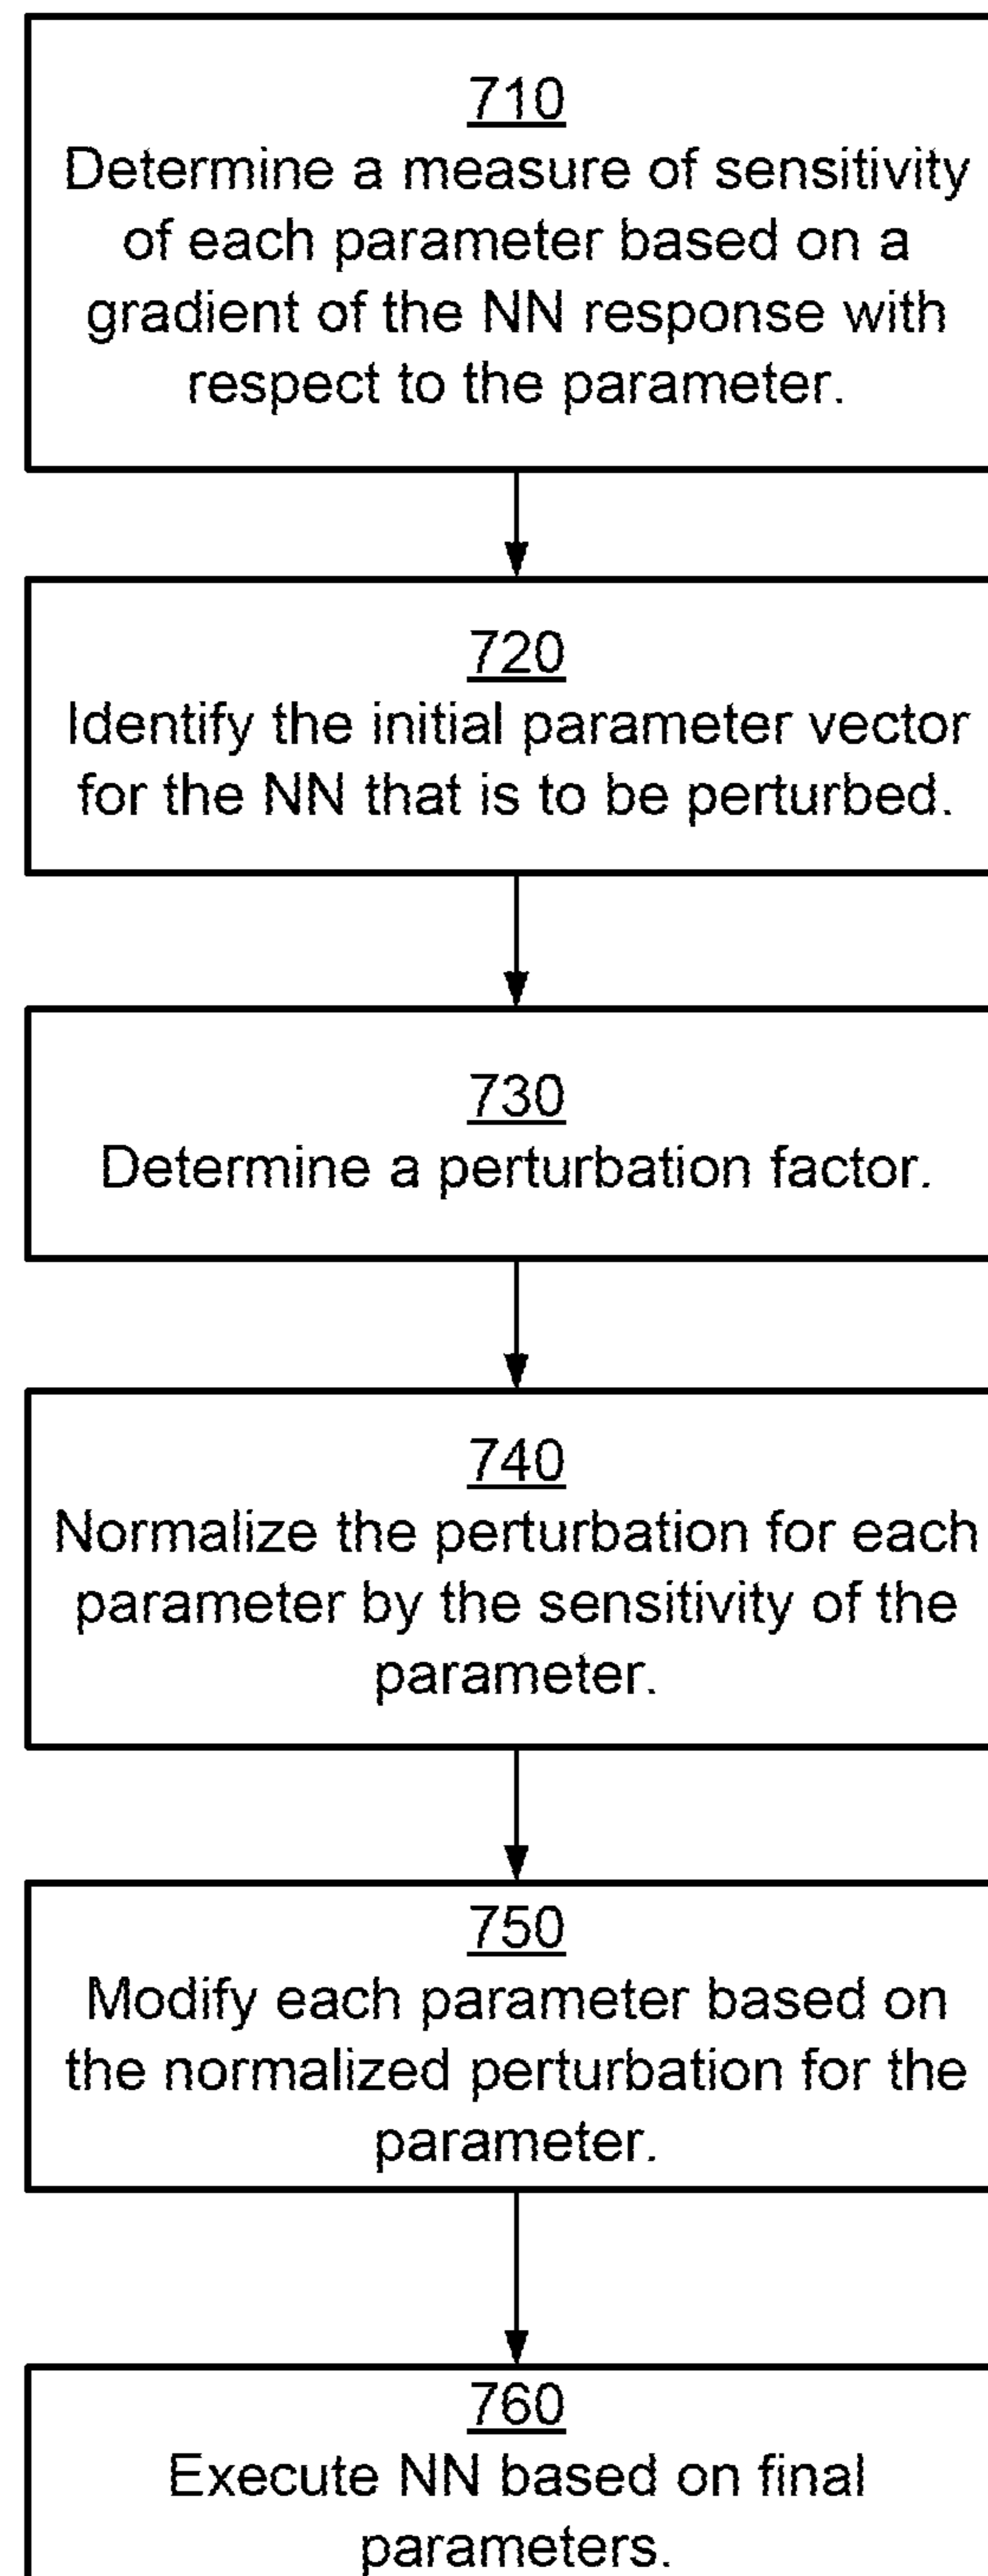 710
Determine a measure of sensitivity
of each parameter based on a
gradient of the NN response with
respect to the parameter.
720
Identify the initial parameter vector
for the NN that is to be perturbed.
730
Determine a perturbation factor.
740
Normalize the perturbation for each
parameter by the sensitivity of the
parameter.
750
Modify each parameter based on
the normalized perturbation for the
parameter.
760
Execute NN based on final
parameters.